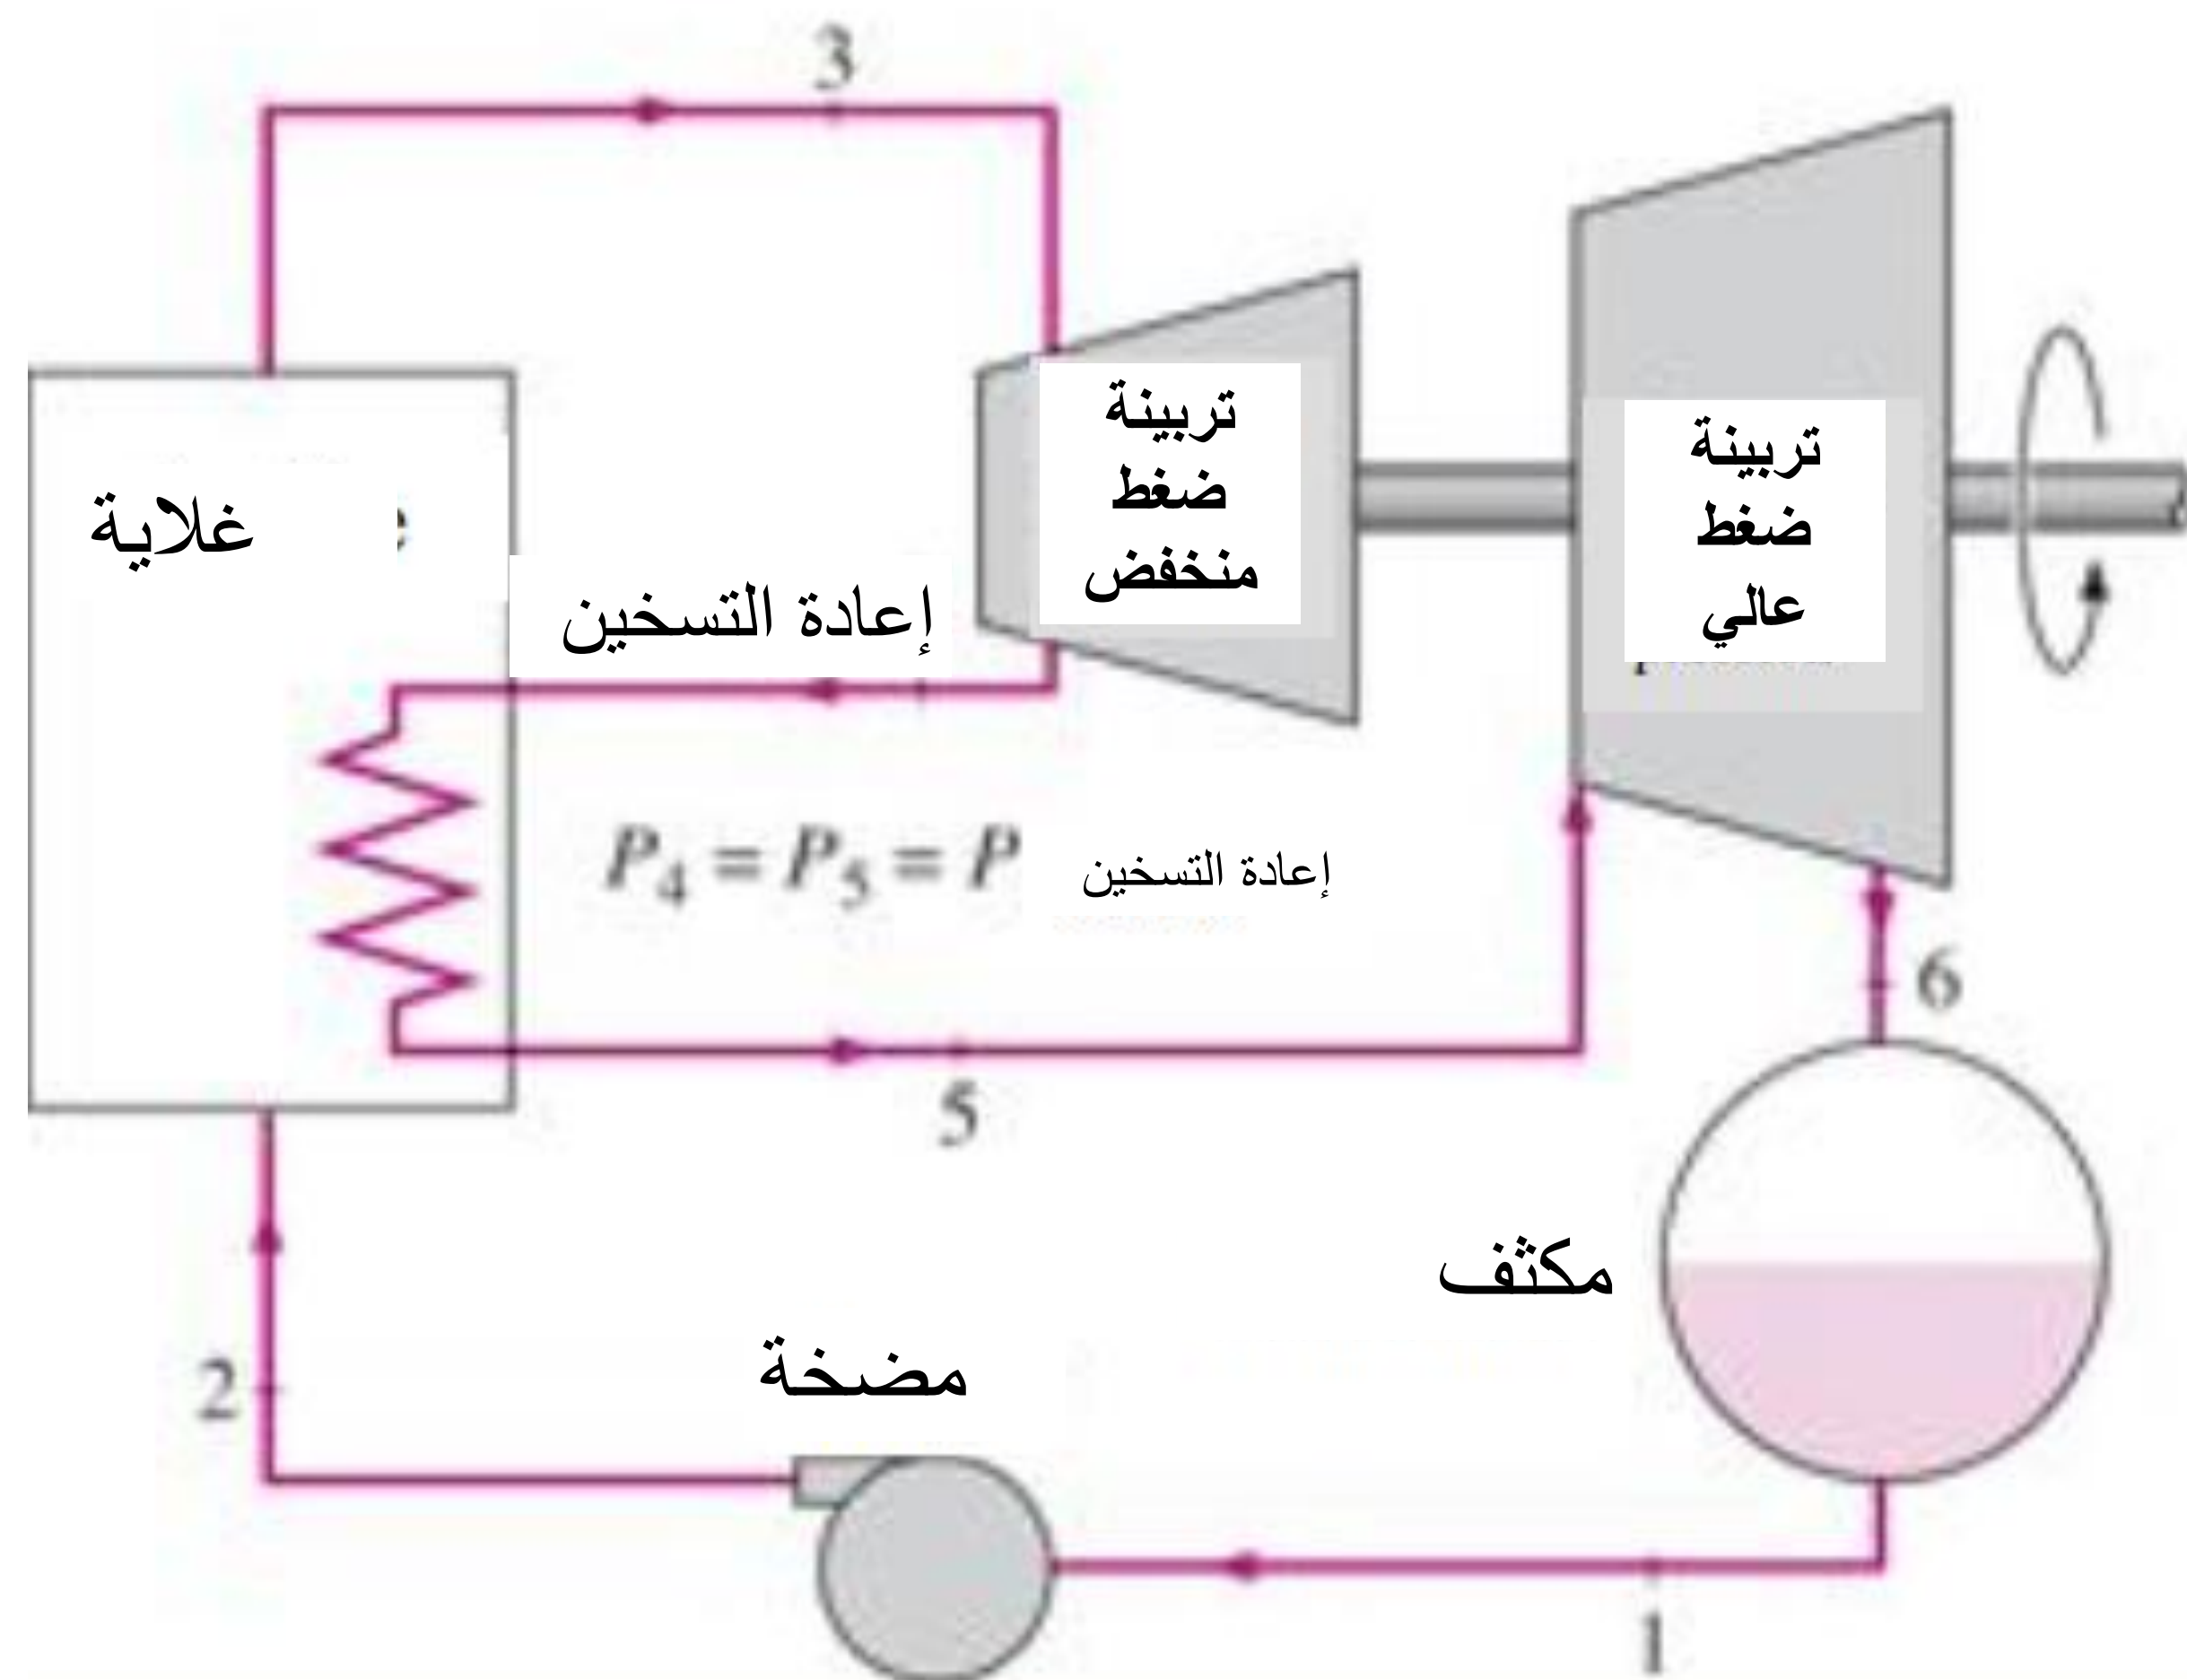 3
تربينة
ضغط
منخفض
تربينة
ضغط
عالي
غلاية
إعادة التسخين
P4 = P5 = P إعادة التسخين
6
5
مكثف
مضخة
2
1